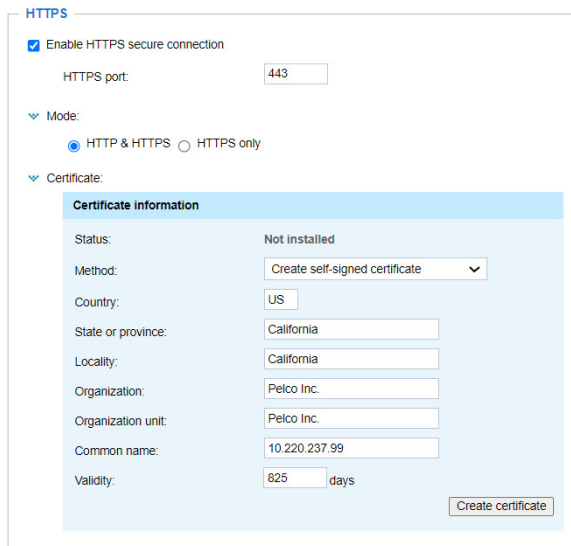 HTTPS
Enable HTTPS secure connection
HTTPS port: 443
Mode:
HTTP & HTTPS HTTPS only
Certificate:
Certificate information
Status: Not installed
Method: Create self-signed certificate
Country: US
State or province: California
Locality: California
Organization: Pelco Inc.
Organization unit: Pelco Inc.
Common name: 10.220.237.99
Validity: 825 days
Create certificate